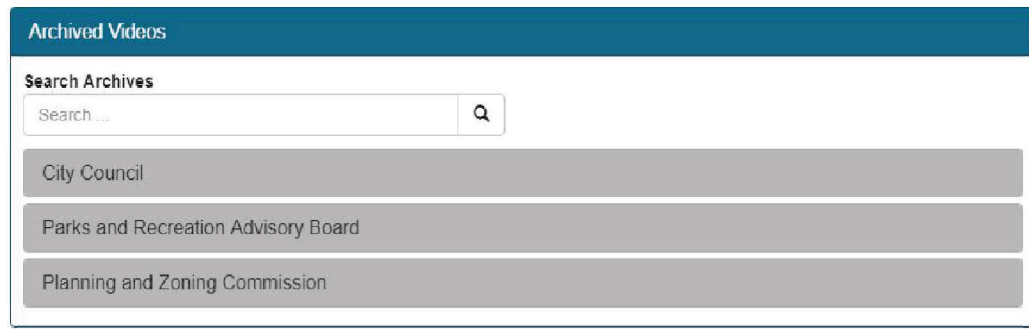 Archived Videos
Search Archives
Search ...
City Council
Parks and Recreation Advisory Board
Planning and Zoning Commission